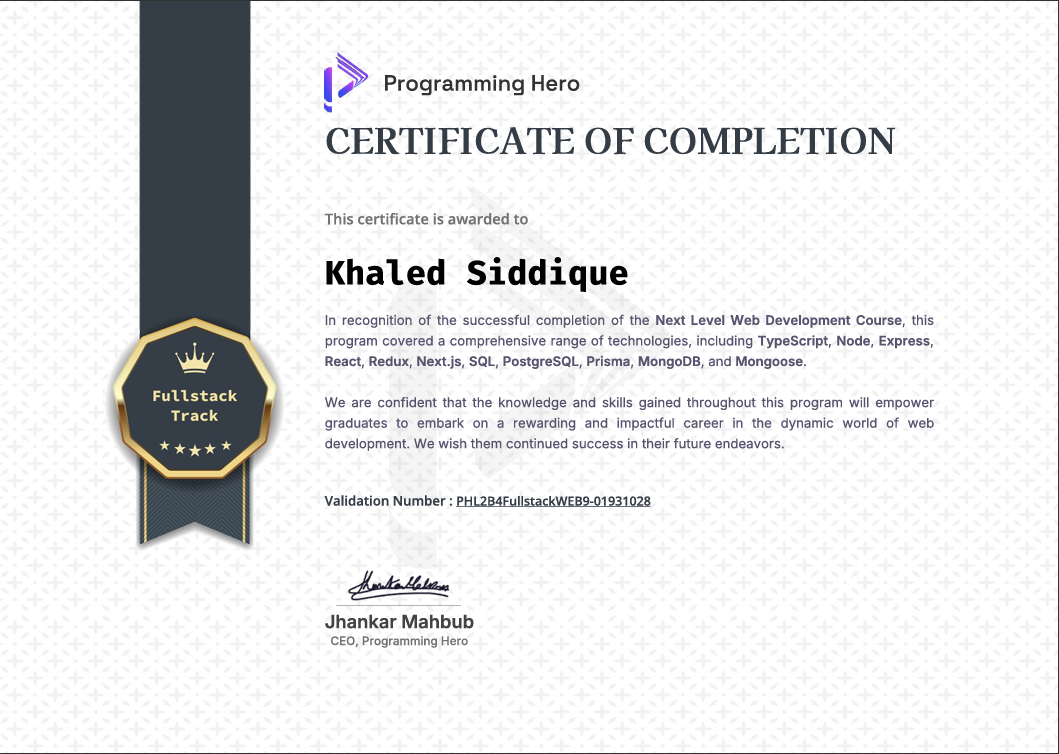 Programming Hero
CERTIFICATE OF COMPLETION
This certificate is awarded to
Khaled Siddique
In recognition of the successful completion of the Next Level Web Development Course, this
program covered a comprehensive range of technologies, including TypeScript, Node, Express,
React, Redux, Next.js, SQL, PostgreSQL, Prisma, MongoDB, and Mongoose.
Fullstack
Track
We are confident that the knowledge and skills gained throughout this program will empower
graduates to embark on a rewarding and impactful career in the dynamic world of web
development. We wish them continued success in their future endeavors.
Validation Number : PHL2B4FullstackWEB9-01931028
Jhankar Mahbub
CEO, Programming Hero